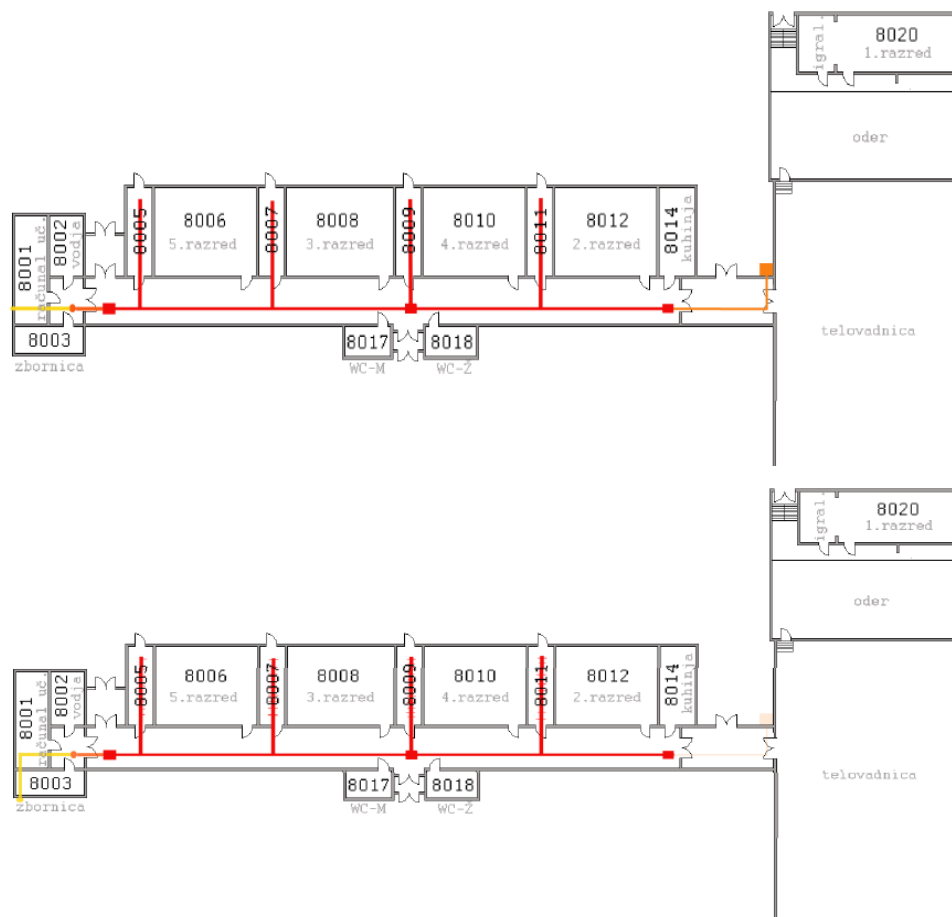 8020
1.razred
igral.
oder
8001
računal uč.
8002
vodja
8005
8006
5.razred
8007
8008
3.razred
8009
8010
4.razred
8011
8012
2.razred
8014
kuhinja
8003
zbornica
8017
WC-M
8018
WC-Ž
telovadnica
8020
1.razred
igral.
oder
8001
računal uč.
8002
vodja
8005
8006
5.razred
8007
8008
3.razred
8009
8010
4.razred
8011
8012
2.razred
8014
kuhinja
8003
zbornica
8017
WC-M
8018
WC-Ž
telovadnica